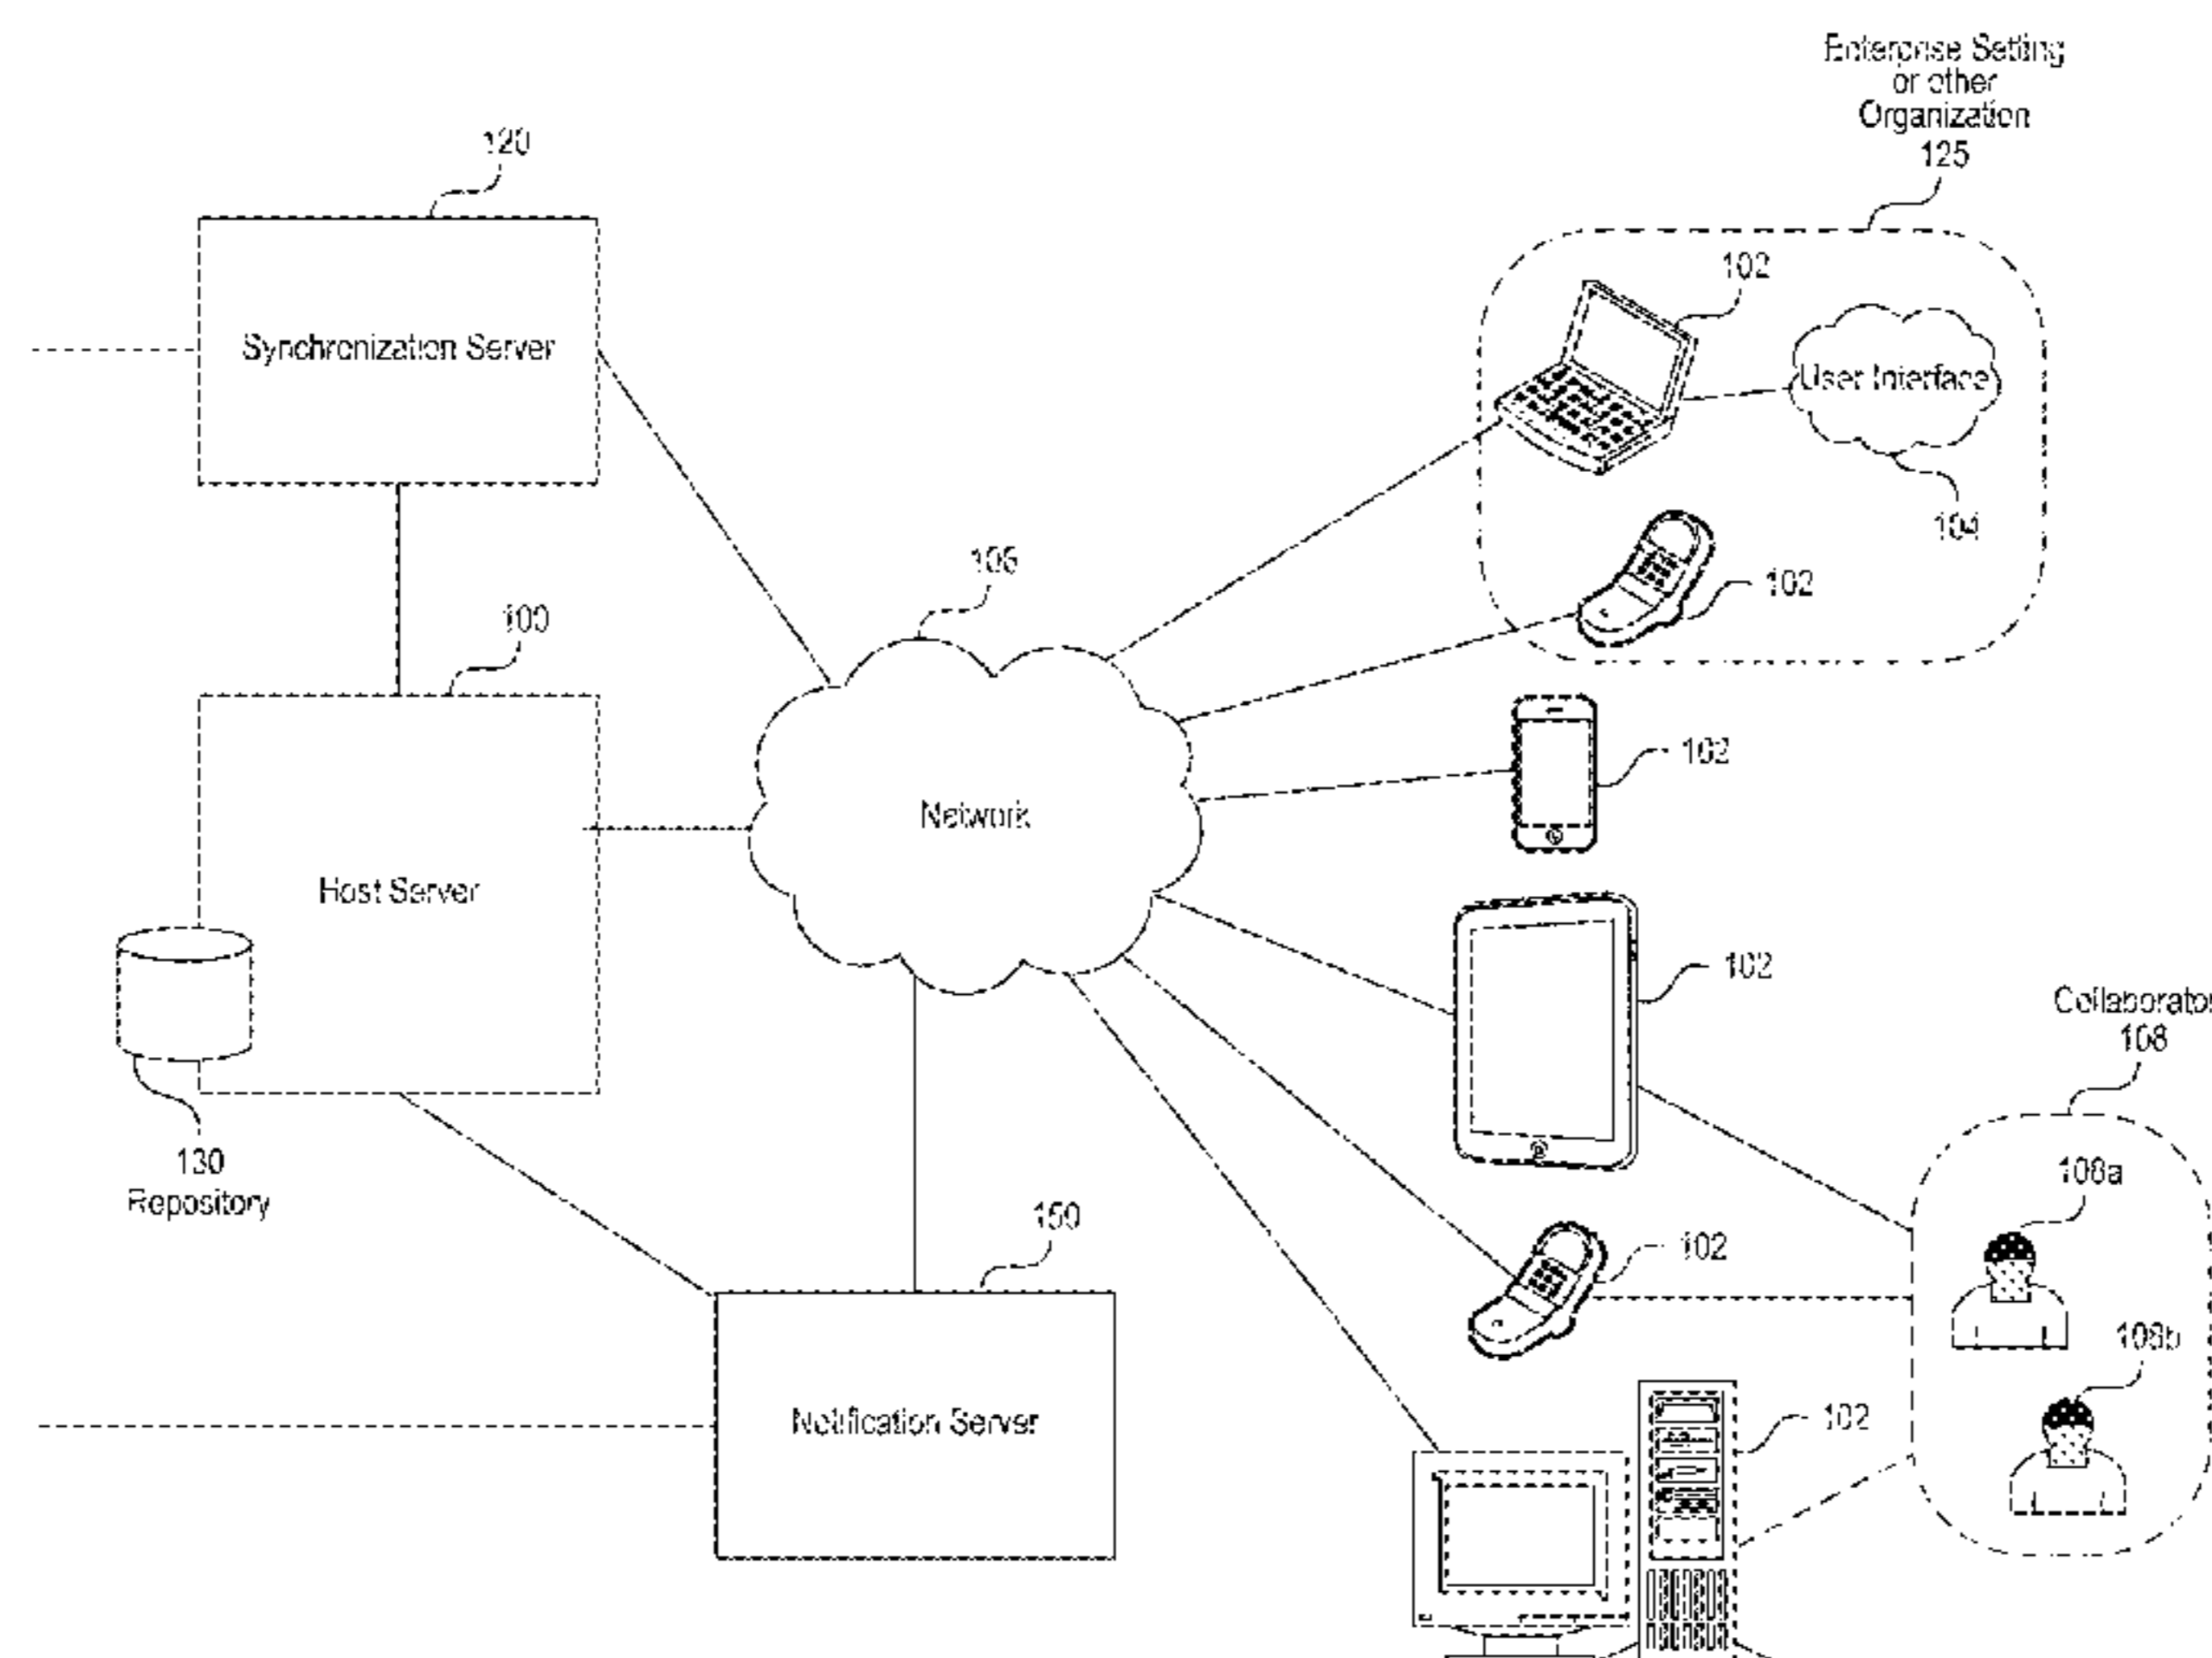 Enterprise Setting
or other
Organization
125
120
102
Synchronization Server
User Interface
104
106
102
100
102
Network
Host Server
102
Collaborator
108
130
Repository
108a
150
102
108b
102
Notification Server